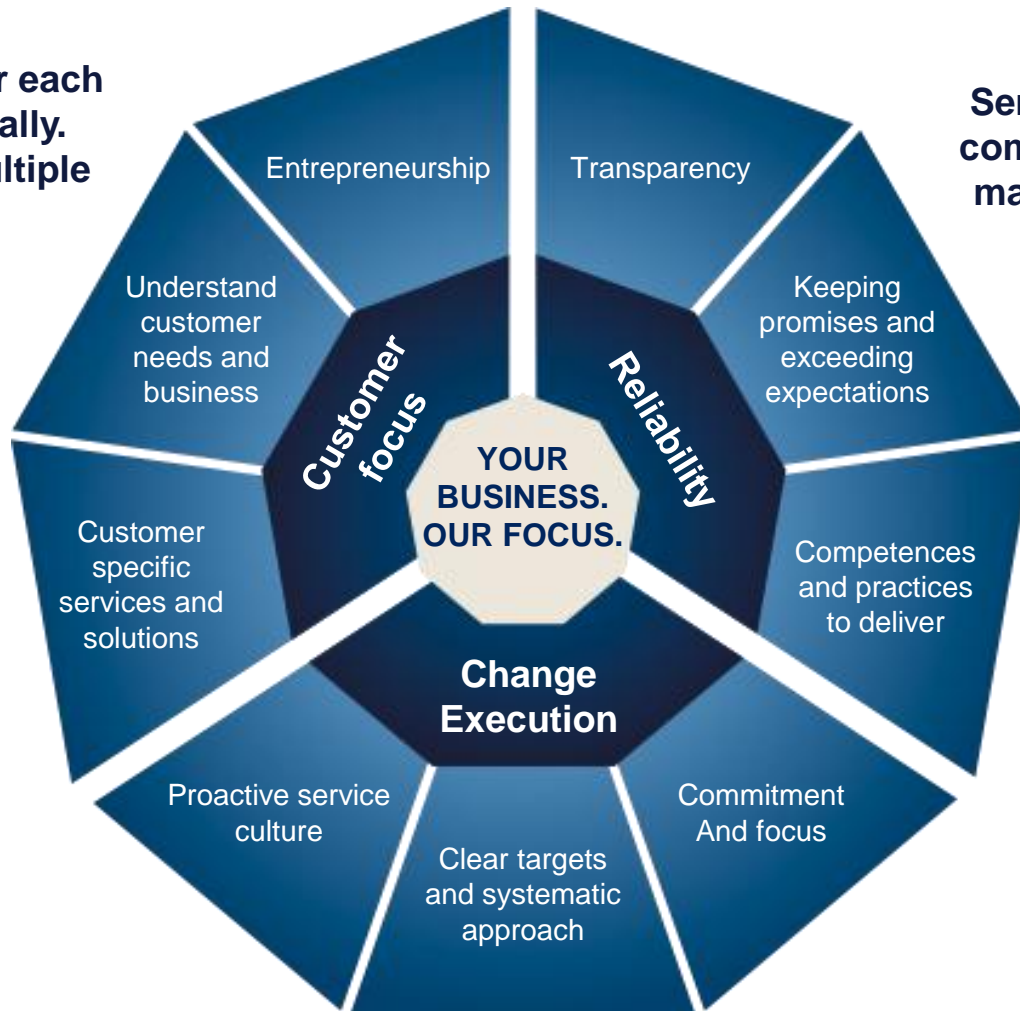 r each
ally.
ultiple
Ser
com
ma
Entrepreneurship
Transparency
Understand
customer
needs and
business
Keeping
promises and
exceeding
expectations
Customer
focus
Reliability
YOUR
BUSINESS.
OUR FOCUS.
Customer
specific
services and
solutions
Competences
and practices
to deliver
Change
Execution
Proactive service
culture
Commitment
And focus
Clear targets
and systematic
approach